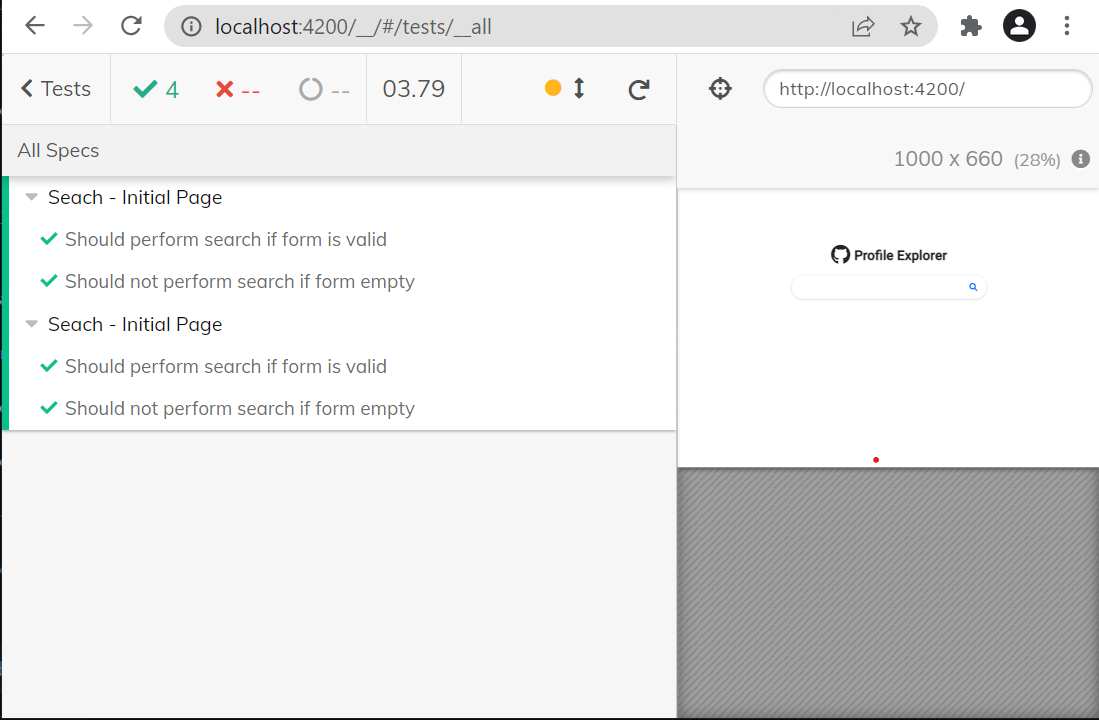 localhost:4200/__/#/tests/__all
Tests
4
--
--
03.79
http://localhost:4200/
1000 x 660 (28%)
All Specs
Seach - Initial Page
Should perform search if form is valid
Should not perform search if form empty
Seach - Initial Page
Should perform search if form is valid
Should not perform search if form empty
Profile Explorer